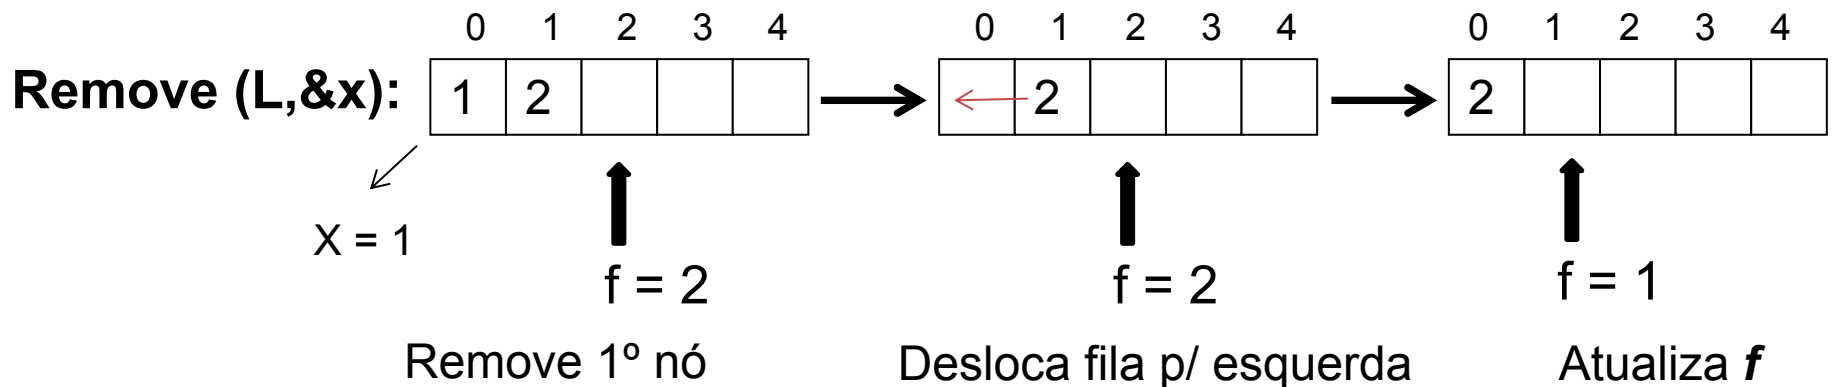 0 1 2 3 4 0 1 2 3 4 0 1 2 3 4
Remove (L,&x): 1 2 2 2
X = 1
f = 2 f = 2 f = 1
Remove 1º nó Desloca fila p/ esquerda Atualiza f